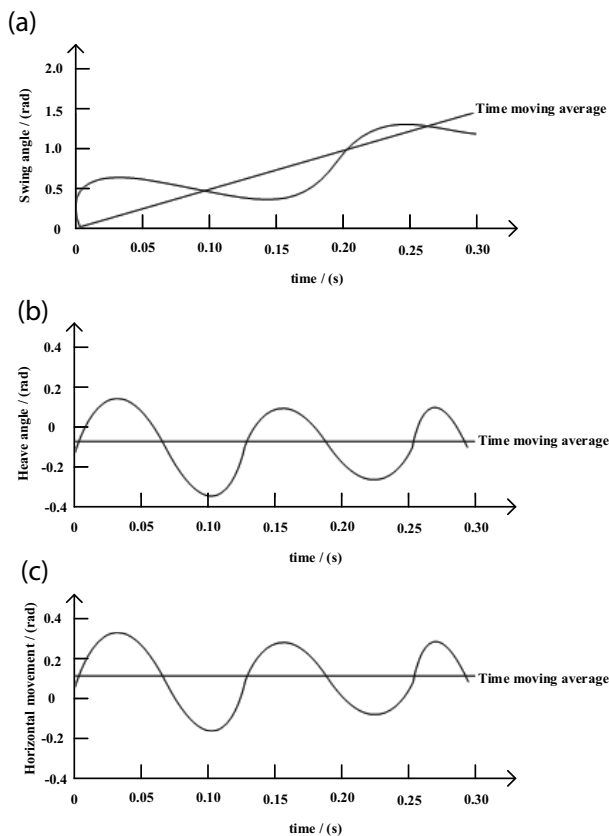 (a)
Swing angle / (rad)
2.0
1.5
1.0
0.5
0
Time moving average
0 0.05 0.10 0.15 0.20 0.25 0.30
time / (s)
(b)
Heave angle / (rad)
0.4
0.2
0
-0.2
-0.4
Time moving average
0 0.05 0.10 0.15 0.20 0.25 0.30
time / (s)
(c)
Horizontal movement / (rad)
0.4
0.2
0
-0.2
-0.4
Time moving average
0 0.05 0.10 0.15 0.20 0.25 0.30
time / (s)